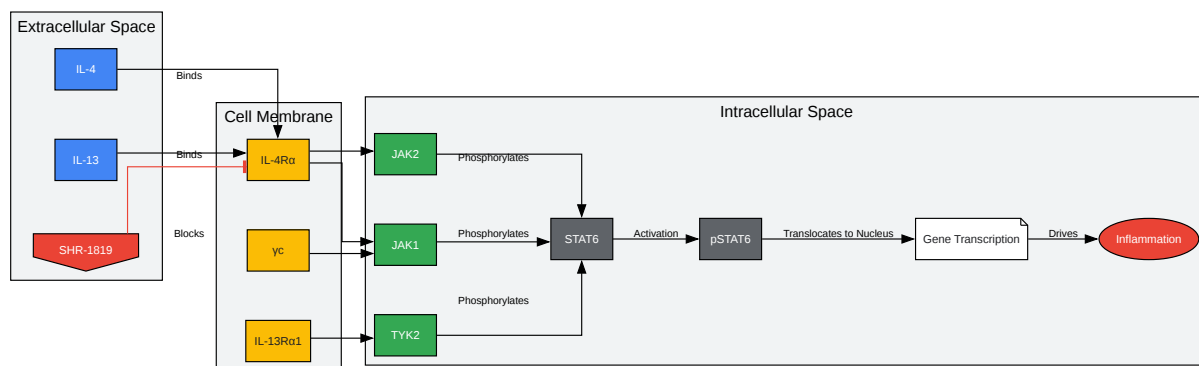 Extracellular Space
IL-4
Binds
IL-13
Binds
SHR-1819
Blocks
Cell Membrane
IL-4Rα
γc
IL-13Rα1
Intracellular Space
JAK2
Phosphorylates
JAK1
Phosphorylates
TYK2
Phosphorylates
STAT6
Activation
pSTAT6
Translocates to Nucleus
Gene Transcription
Drives
Inflammation